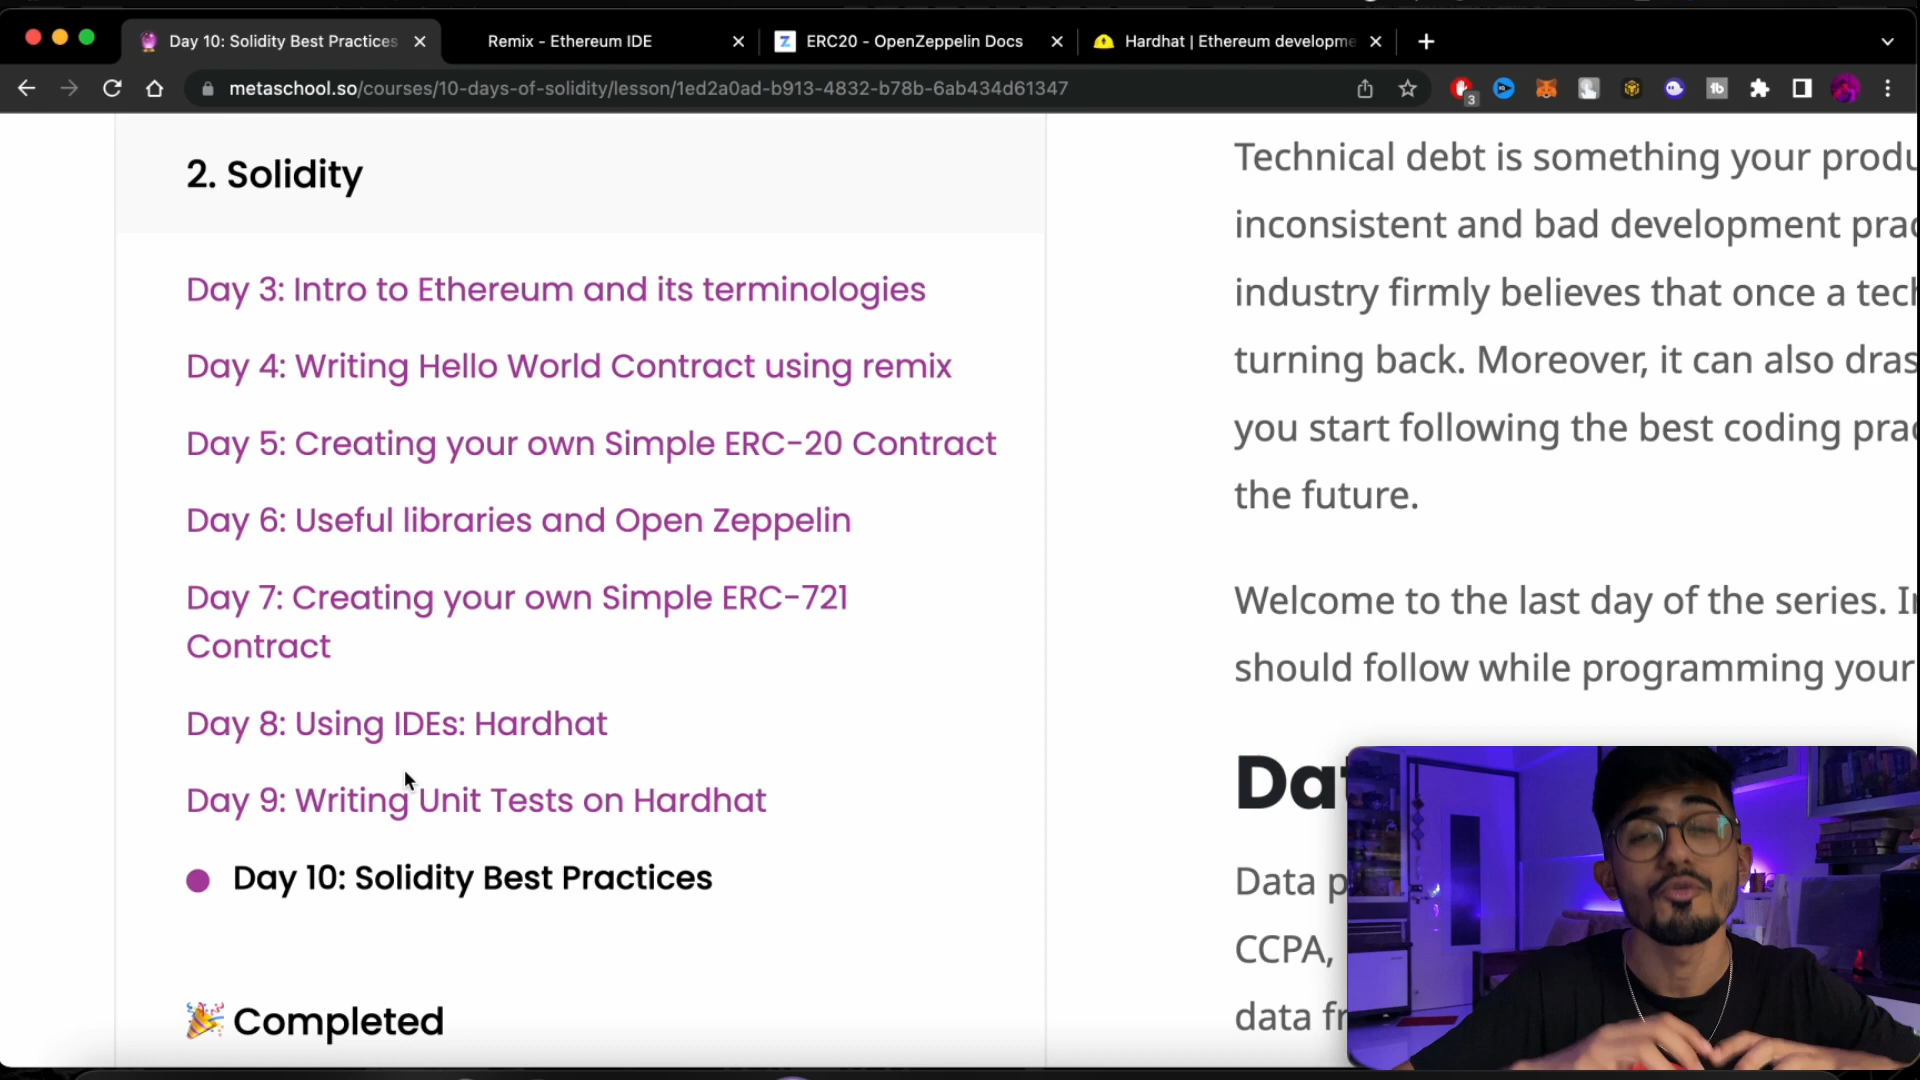 Day 10: Solidity Best Practices
Remix - Ethereum IDE
ERC20 - OpenZeppelin Docs
Hardhat | Ethereum developme
metaschool.so/courses/10-days-of-solidity/lesson/1ed2a0ad-b913-4832-b78b-6ab434d61347
3
tb
2. Solidity
Day 3: Intro to Ethereum and its terminologies
Day 4: Writing Hello World Contract using remix
Day 5: Creating your own Simple ERC-20 Contract
Day 6: Useful libraries and Open Zeppelin
Day 7: Creating your own Simple ERC-721
Contract
Day 8: Using IDEs: Hardhat
Day 9: Writing Unit Tests on Hardhat
Day 10: Solidity Best Practices
Completed
Technical debt is something your produ
inconsistent and bad development prac
industry firmly believes that once a tech
turning back. Moreover, it can also dras
you start following the best coding prac
the future.
Welcome to the last day of the series. In
should follow while programming your
Dat
Data p
CCPA,
data fr